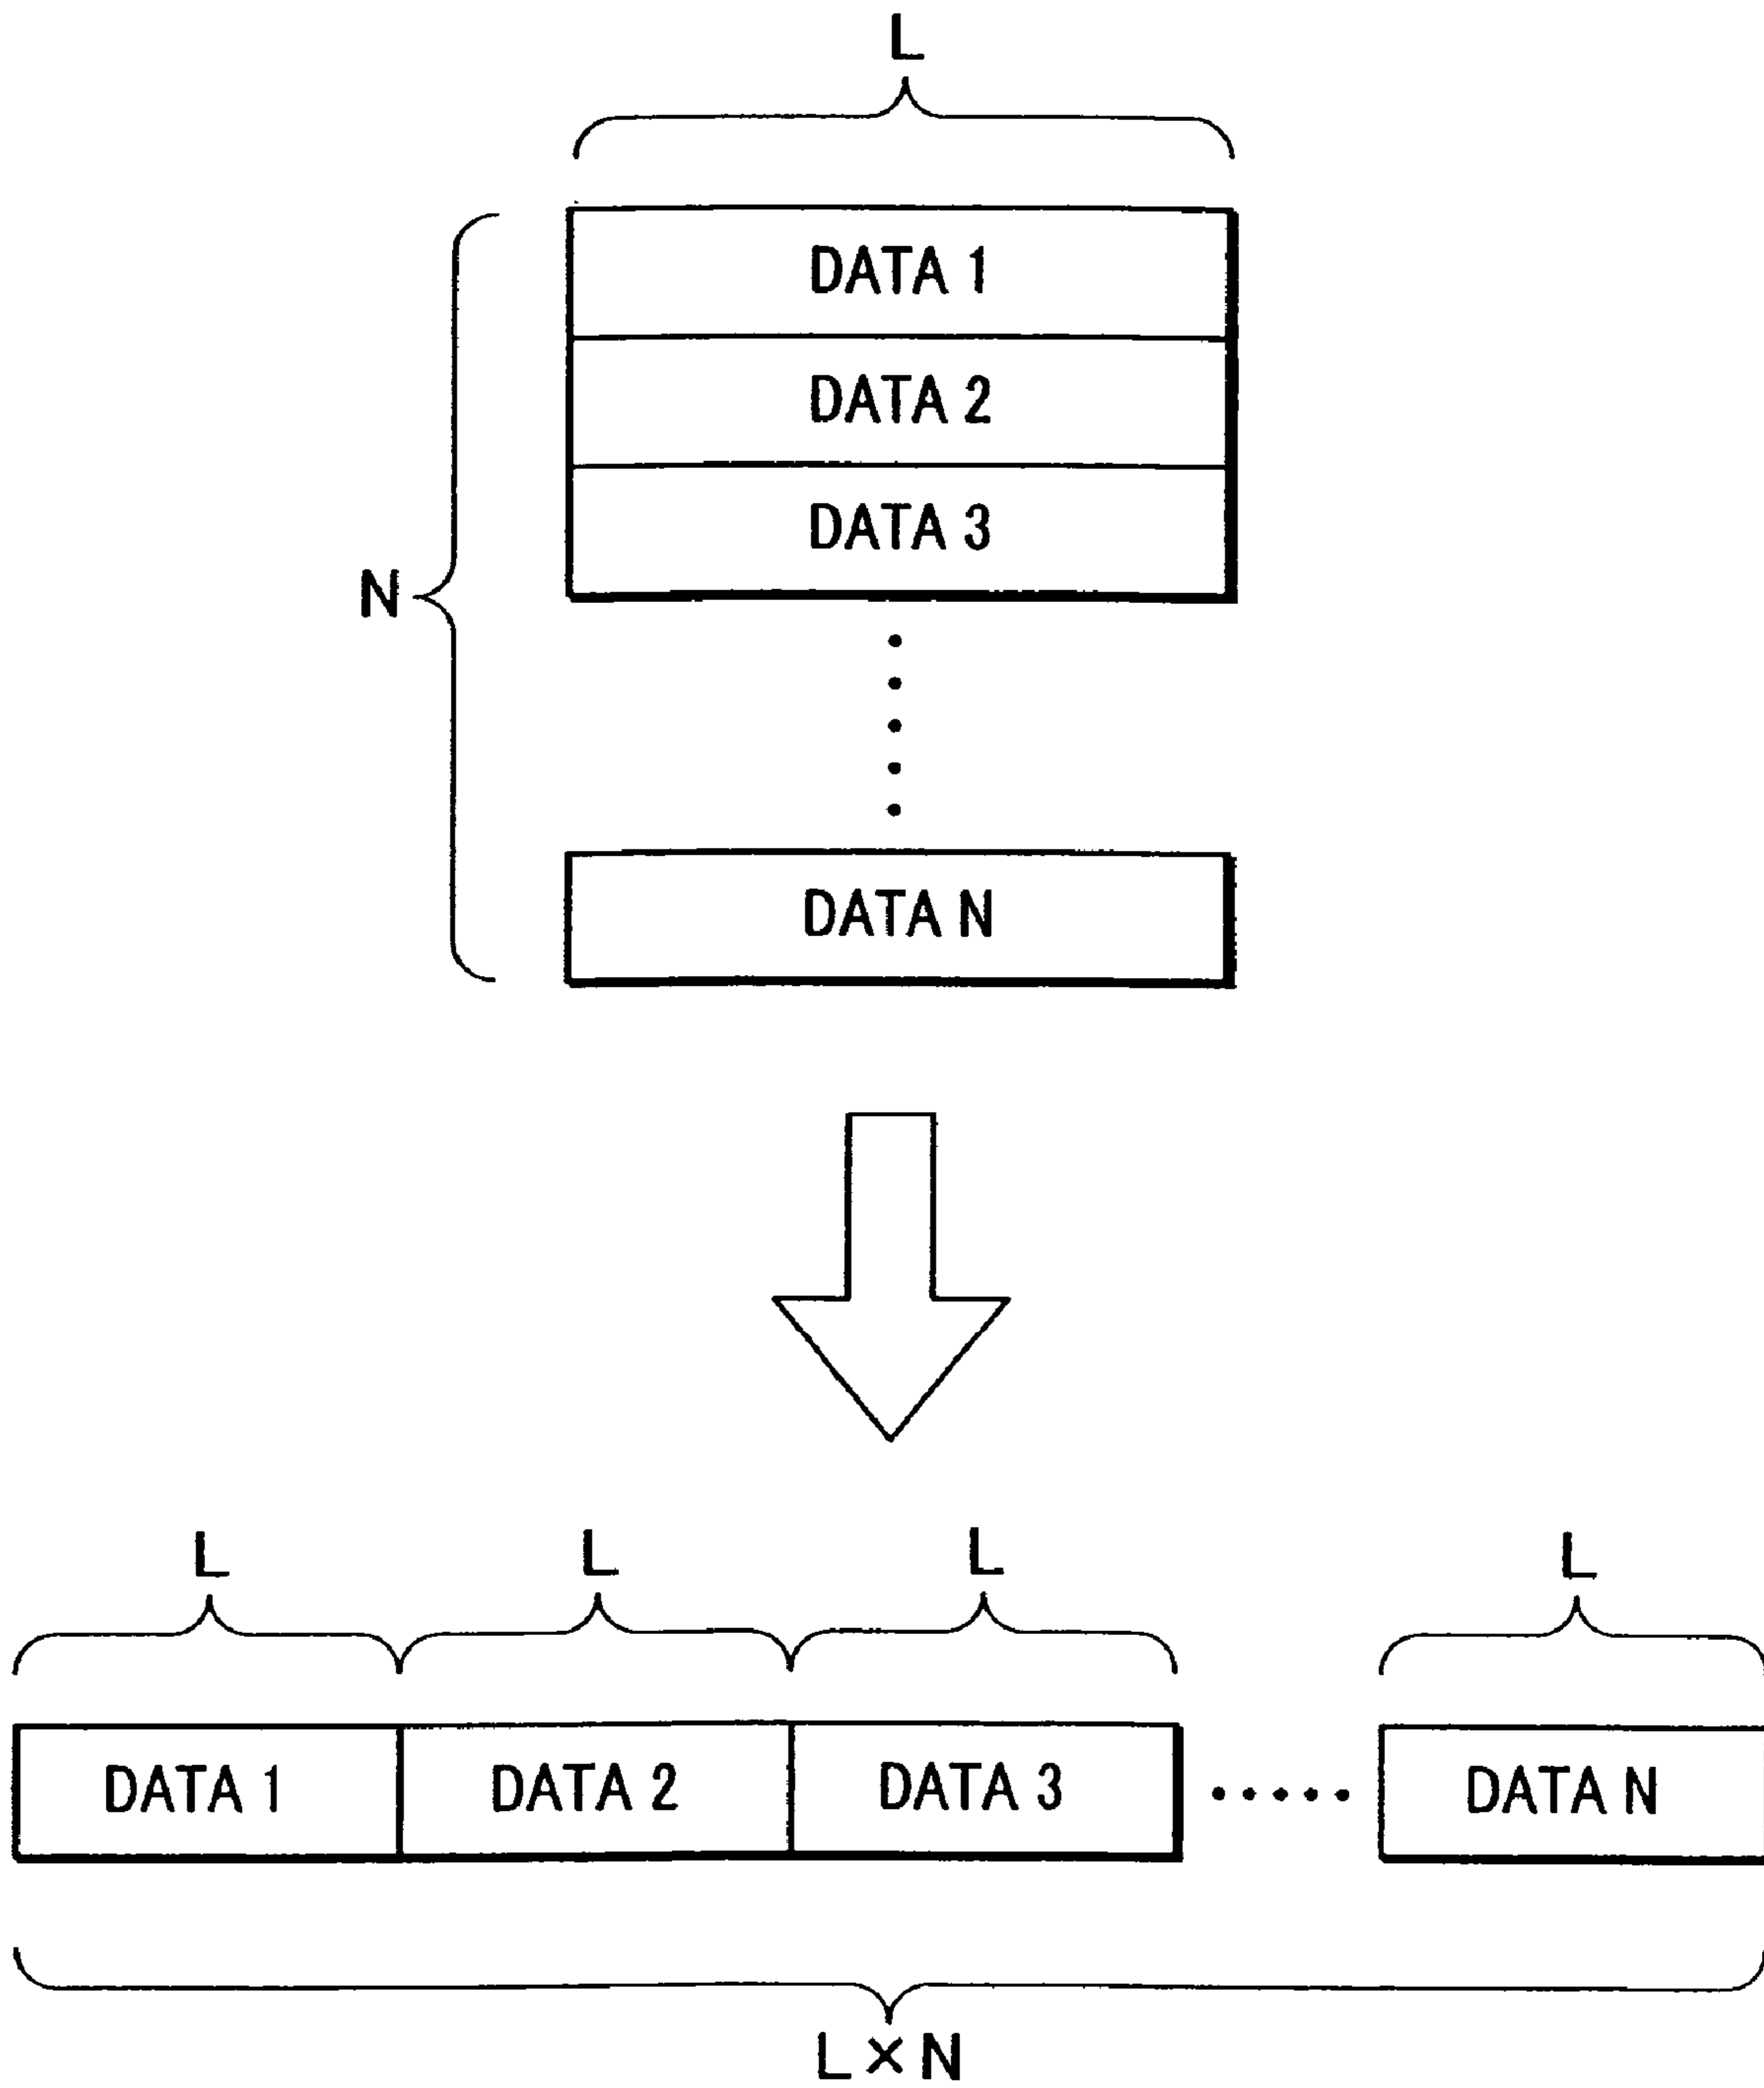 L
DATA 1
DATA 2
DATA 3
N
DATA N
L L L L
DATA 1 DATA 2 DATA 3 DATA N
L×N